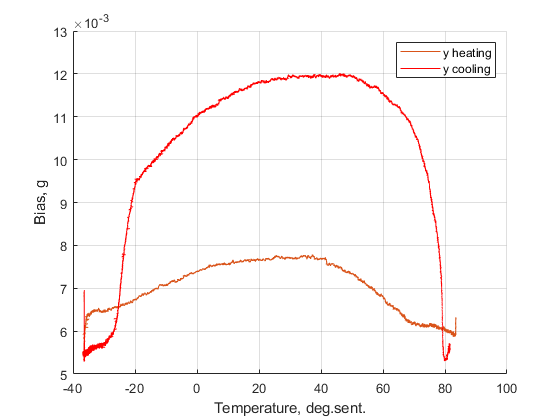 ×10-3
13
12
11
10
9
8
7
6
5
Bias, g
y heating
y cooling
-40 -20 0 20 40 60 80 100
Temperature, deg.sent.